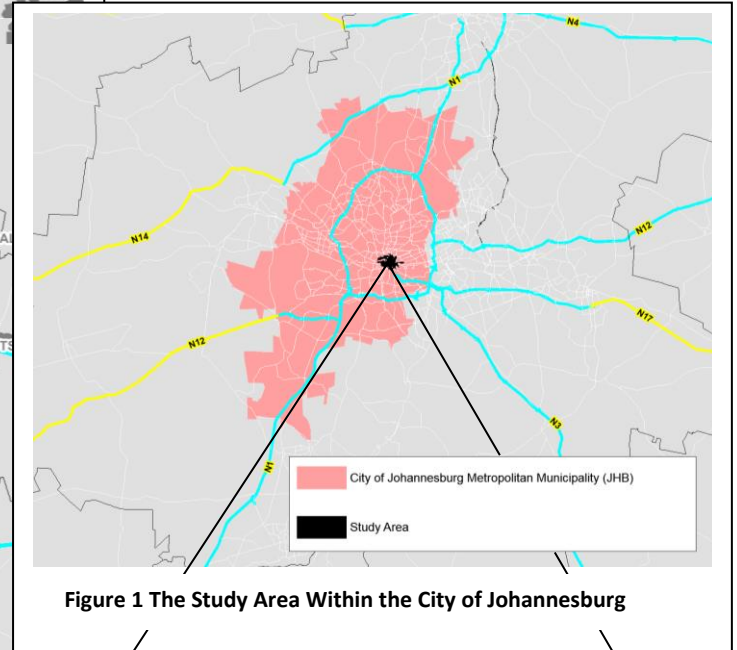 N4
N1
N14
N12
N12
N17
N3
N1
City of Johannesburg Metropolitan Municipality (JHB)
Study Area
Figure 1 The Study Area Within the City of Johannesburg